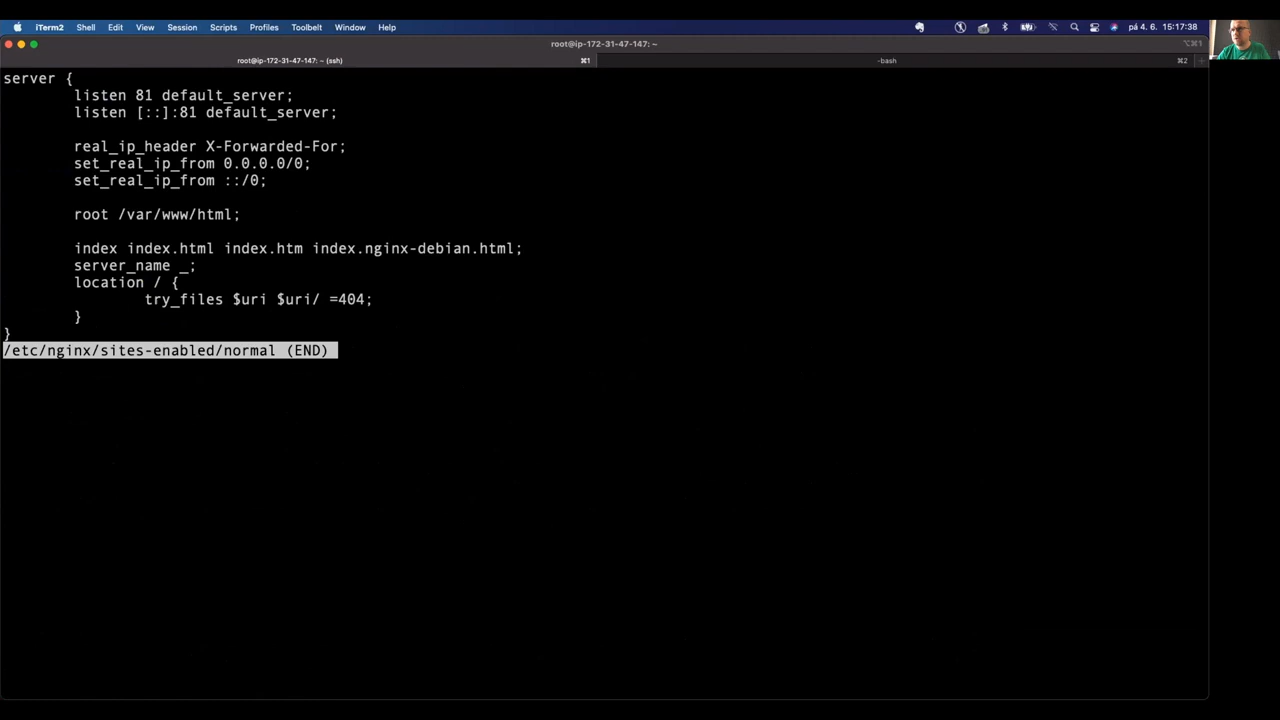 iTerm2 Shell Edit View Session Scripts Profiles Toolbelt Window Help pá 4. 6. 15:17:38
root@ip-172-31-47-147: ~ ⌥⌘1
root@ip-172-31-47-147: ~ (ssh) ⌘1 -bash ⌘2
server {
listen 81 default_server;
listen [::]:81 default_server;
real_ip_header X-Forwarded-For;
set_real_ip_from 0.0.0.0/0;
set_real_ip_from ::/0;
root /var/www/html;
index index.html index.htm index.nginx-debian.html;
server_name _;
location / {
try_files $uri $uri/ =404;
}
}
/etc/nginx/sites-enabled/normal (END)